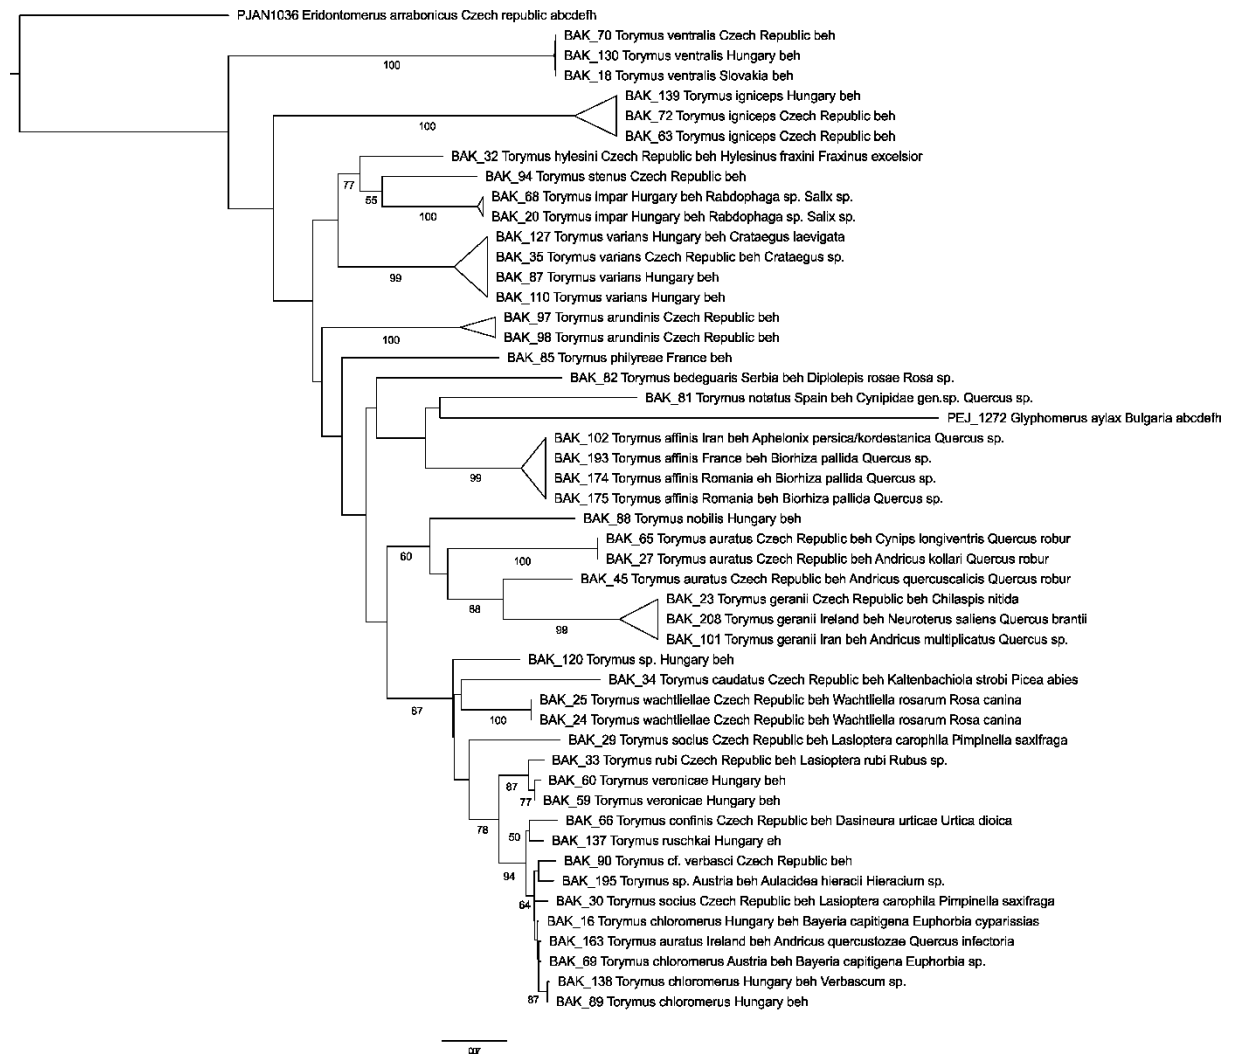 PJAN1036 Eridontomerus arrabonicus Czech republic abcdefh
BAK_70 Torymus ventralis Czech Republic beh
BAK_130 Torymus ventralis Hungary beh
100
BAK_18 Torymus ventralis Slovakia beh
BAK_139 Torymus igniceps Hungary beh
BAK_72 Torymus igniceps Czech Republic beh
100
BAK_63 Torymus igniceps Czech Republic beh
BAK_32 Torymus hylesini Czech Republic beh Hylesinus fraxini Fraxinus excelsior
BAK_94 Torymus stenus Czech Republic beh
77
55
BAK_68 Torymus impar Hungary beh Rabdophaga sp. Salix sp.
100
BAK_20 Torymus impar Hungary beh Rabdophaga sp. Salix sp.
BAK_127 Torymus varians Hungary beh Crataegus laevigata
BAK_35 Torymus varians Czech Republic beh Crataegus sp.
99
BAK_87 Torymus varians Hungary beh
BAK_110 Torymus varians Hungary beh
BAK_97 Torymus arundinis Czech Republic beh
100
BAK_98 Torymus arundinis Czech Republic beh
BAK_85 Torymus philyreae France beh
BAK_82 Torymus bedeguaris Serbia beh Diplolepis rosae Rosa sp.
BAK_81 Torymus notatus Spain beh Cynipidae gen.sp. Quercus sp.
PEJ_1272 Glyphomerus aylax Bulgaria abcdefh
BAK_102 Torymus affinis Iran beh Aphelonix persica/kordestanica Quercus sp.
BAK_193 Torymus affinis France beh Biorhiza pallida Quercus sp.
99
BAK_174 Torymus affinis Romania eh Biorhiza pallida Quercus sp.
BAK_175 Torymus affinis Romania beh Biorhiza pallida Quercus sp.
BAK_88 Torymus nobilis Hungary beh
BAK_65 Torymus auratus Czech Republic beh Cynips longiventris Quercus robur
60
100
BAK_27 Torymus auratus Czech Republic beh Andricus kollari Quercus robur
BAK_45 Torymus auratus Czech Republic beh Andricus quercuscalicis Quercus robur
BAK_23 Torymus geranii Czech Republic beh Chilaspis nitida
88
BAK_208 Torymus geranii Ireland beh Neuroterus saliens Quercus brantii
98
BAK_101 Torymus geranii Iran beh Andricus multiplicatus Quercus sp.
BAK_120 Torymus sp. Hungary beh
BAK_34 Torymus caudatus Czech Republic beh Kaltenbachiola strobi Picea abies
BAK_25 Torymus wachtliellae Czech Republic beh Wachtliella rosarum Rosa canina
87
100
BAK_24 Torymus wachtliellae Czech Republic beh Wachtliella rosarum Rosa canina
BAK_29 Torymus socius Czech Republic beh Lasioptera carophila Pimpinella saxifraga
BAK_33 Torymus rubi Czech Republic beh Lasioptera rubi Rubus sp.
BAK_60 Torymus veronicae Hungary beh
87
77
BAK_59 Torymus veronicae Hungary beh
BAK_66 Torymus confinis Czech Republic beh Dasineura urticae Urtica dioica
78
50
BAK_137 Torymus ruschkai Hungary eh
BAK_90 Torymus cf. verbasci Czech Republic beh
94
BAK_195 Torymus sp. Austria beh Aulacidea hieracii Hieracium sp.
64
BAK_30 Torymus socius Czech Republic beh Lasioptera carophila Pimpinella saxifraga
BAK_16 Torymus chloromerus Hungary beh Bayeria capitigena Euphorbia cyparissias
BAK_163 Torymus auratus Ireland beh Andricus quercustozae Quercus infectoria
BAK_69 Torymus chloromerus Austria beh Bayeria capitigena Euphorbia sp.
BAK_138 Torymus chloromerus Hungary beh Verbascum sp.
87
BAK_89 Torymus chloromerus Hungary beh